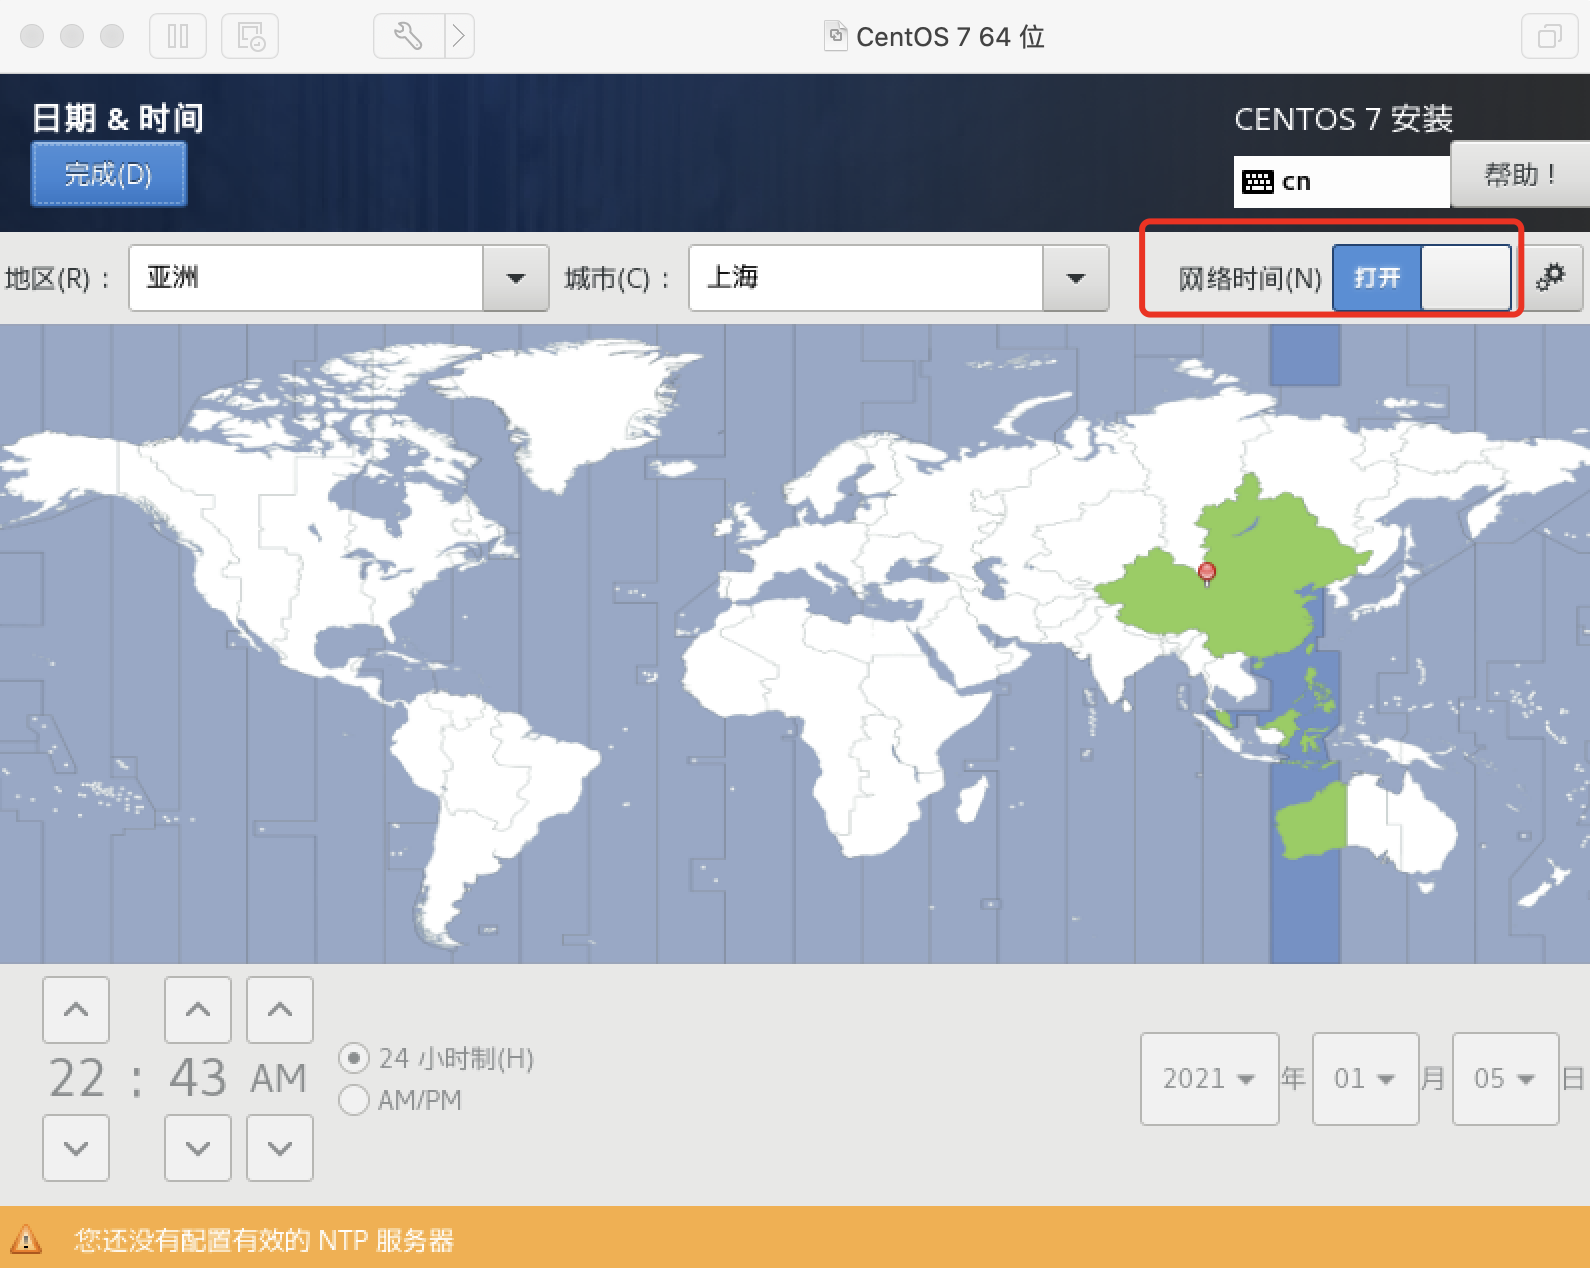 CentOS 7 64 位
日期 & 时间
CENTOS 7 安装
完成(D)
cn
帮助！
地区(R)：
亚洲
城市(C)：
上海
网络时间(N)
打开
22 : 43 AM
24 小时制(H)
AM/PM
2021 年 01 月 05 日
您还没有配置有效的 NTP 服务器